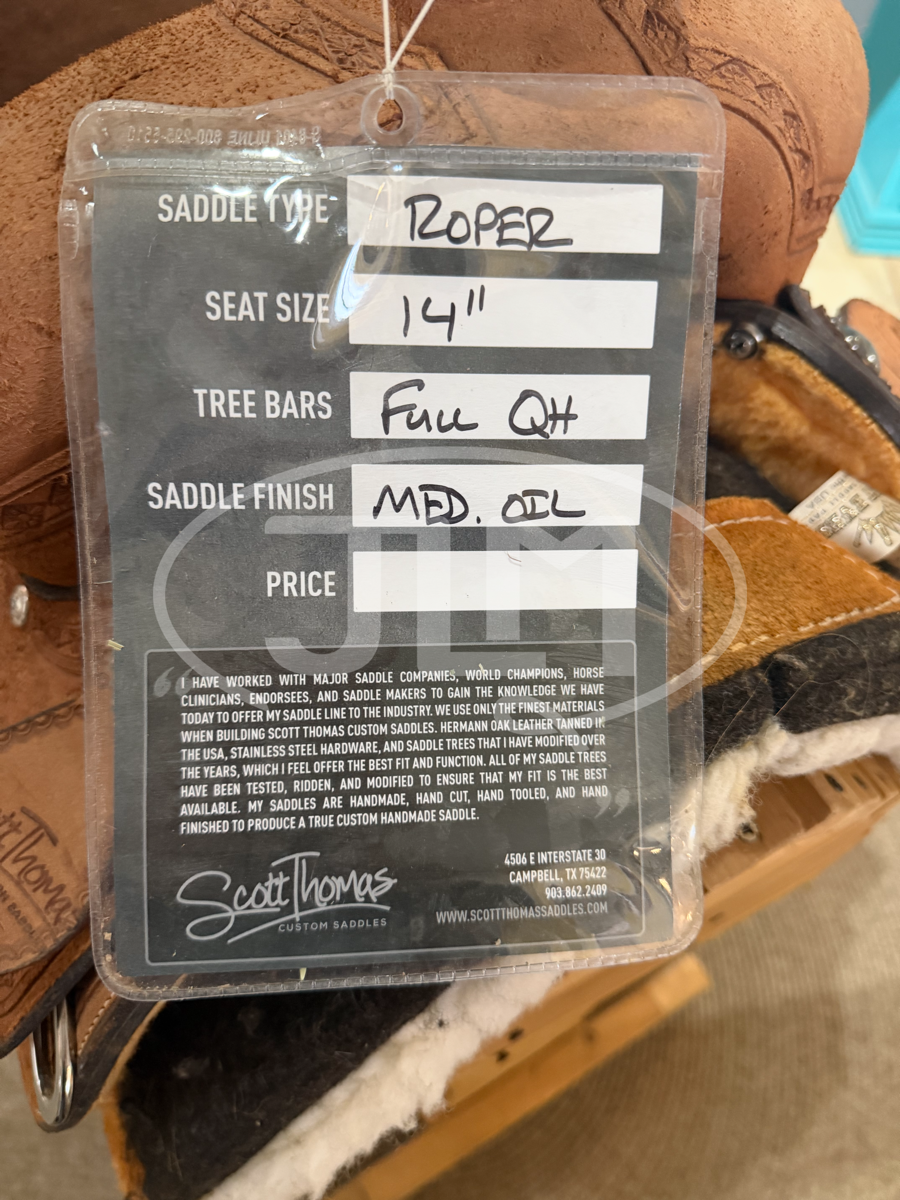 SADDLE TYPE ROPER
SEAT SIZE 14"
TREE BARS FULL QH
SADDLE FINISH MED. OIL
PRICE
JLM
“I HAVE WORKED WITH MAJOR SADDLE COMPANIES, WORLD CHAMPIONS, HORSE
CLINICIANS, ENDORSEES, AND SADDLE MAKERS TO GAIN THE KNOWLEDGE WE HAVE
TODAY TO OFFER MY SADDLE LINE TO THE INDUSTRY. WE USE ONLY THE FINEST MATERIALS
WHEN BUILDING SCOTT THOMAS CUSTOM SADDLES. HERMANN OAK LEATHER TANNED IN
THE USA, STAINLESS STEEL HARDWARE, AND SADDLE TREES THAT I HAVE MODIFIED OVER
THE YEARS, WHICH I FEEL OFFER THE BEST FIT AND FUNCTION. ALL OF MY SADDLE TREES
HAVE BEEN TESTED, RIDDEN, AND MODIFIED TO ENSURE THAT MY FIT IS THE BEST
AVAILABLE. MY SADDLES ARE HANDMADE, HAND CUT, HAND TOOLED, AND HAND
FINISHED TO PRODUCE A TRUE CUSTOM HANDMADE SADDLE.”
Scott Thomas
CUSTOM SADDLES
4506 E INTERSTATE 30
CAMPBELL, TX 75422
903.862.2409
WWW.SCOTTTHOMASSADDLES.COM
Thomas